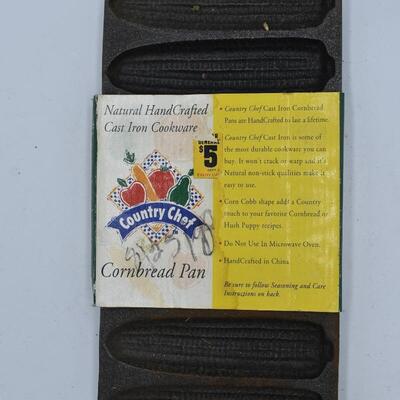 Natural HandCrafted
Cast Iron Cookware
Country Chef
Cornbread Pan
GENERAL
$5
• Country Chef Cast Iron Cornbread
Pans are HandCrafted to last a lifetime.
• Country Chef Cast Iron is some of
the most durable cookware you can
buy. It won't crack or warp and it's
Natural non-stick qualities make it
easy to use.
• Corn Cobb shape adds a Country
touch to your favorite Cornbread or
Hush Puppy recipes.
• Do Not Use In Microwave Oven.
• HandCrafted in China
Be sure to follow Seasoning and Care
Instructions on back.